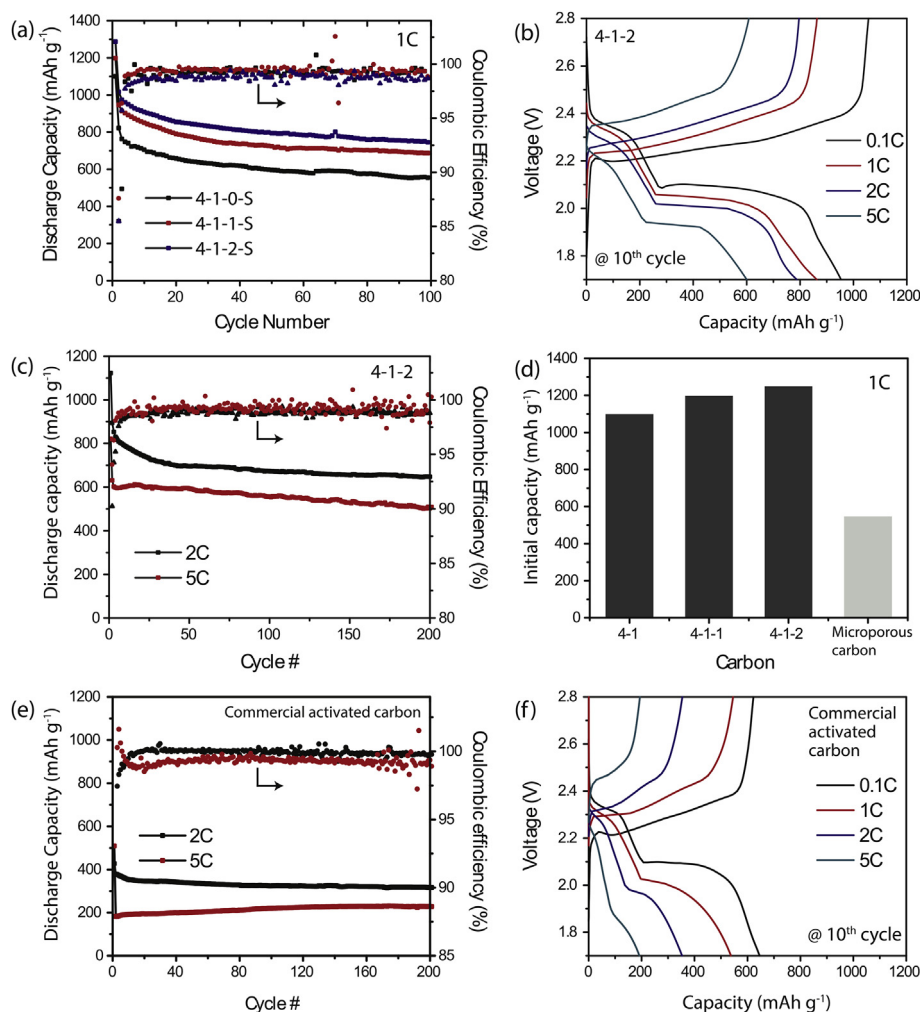 (a)
1C
Discharge Capacity (mAh g-1)
1400
1200
1000
800
600
400
200
0
4-1-0-S
4-1-1-S
4-1-2-S
100
95
90
85
80
Coulombic Efficiency (%)
0 20 40 60 80 100
Cycle Number
(b)
4-1-2
Voltage (V)
2.8
2.6
2.4
2.2
2.0
1.8
0.1C
1C
2C
5C
@ 10th cycle
0 200 400 600 800 1000 1200
Capacity (mAh g-1)
(c)
4-1-2
Discharge capacity (mAh g-1)
1200
1000
800
600
400
200
0
2C
5C
100
95
90
85
80
Coulombic Efficiency (%)
0 50 100 150 200
Cycle #
(d)
1C
Initial capacity (mAh g-1)
1400
1200
1000
800
600
400
200
0
4-1 4-1-1 4-1-2 Microporous
carbon
Carbon
(e)
Commercial activated carbon
Discharge Capacity (mAh g-1)
1200
1000
800
600
400
200
0
2C
5C
100
95
90
85
Coulombic efficiency (%)
0 40 80 120 160 200
Cycle #
(f)
Commercial
activated
carbon
Voltage (V)
2.8
2.6
2.4
2.2
2.0
1.8
0.1C
1C
2C
5C
@ 10th cycle
0 200 400 600 800 1000 1200
Capacity (mAh g-1)